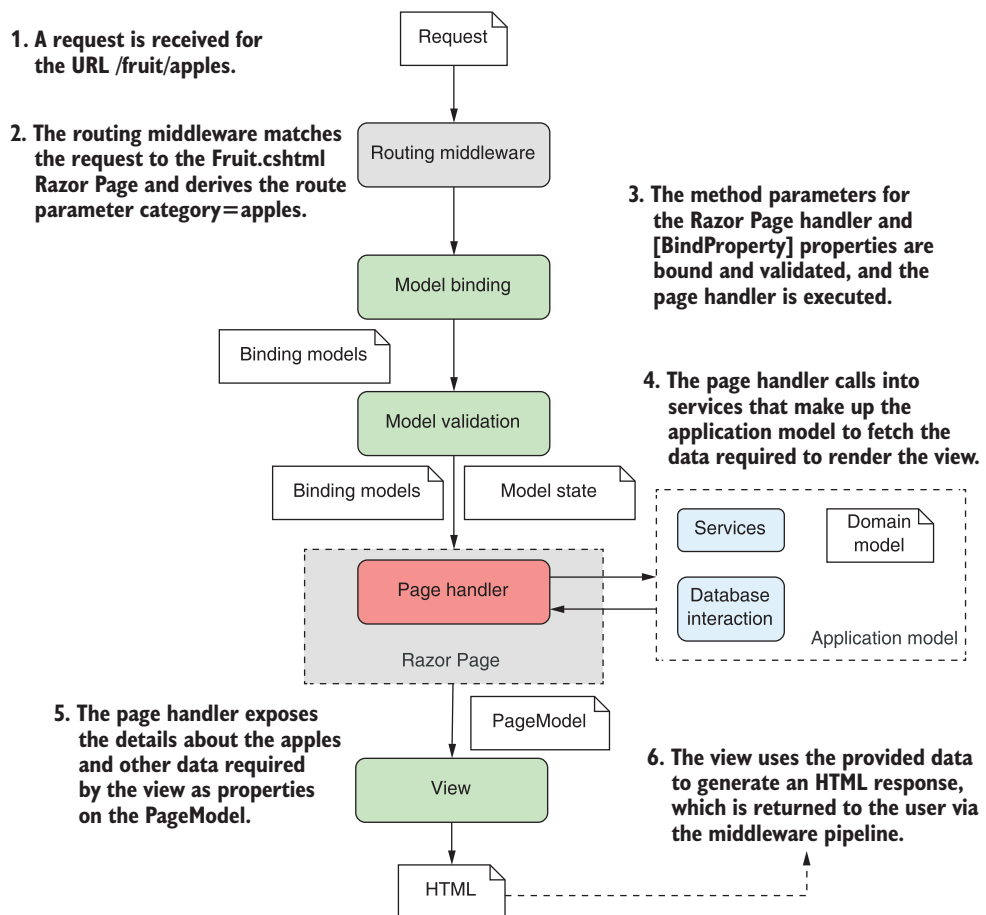 Request
1. A request is received for
the URL /fruit/apples.
2. The routing middleware matches
the request to the Fruit.cshtml
Razor Page and derives the route
parameter category=apples.
Routing middleware
3. The method parameters for
the Razor Page handler and
[BindProperty] properties are
bound and validated, and the
page handler is executed.
Model binding
Binding models
4. The page handler calls into
services that make up the
application model to fetch the
data required to render the view.
Model validation
Binding models
Model state
Services
Domain
model
Page handler
Database
interaction
Application model
Razor Page
5. The page handler exposes
the details about the apples
and other data required
by the view as properties
on the PageModel.
PageModel
6. The view uses the provided data
to generate an HTML response,
which is returned to the user via
the middleware pipeline.
View
HTML